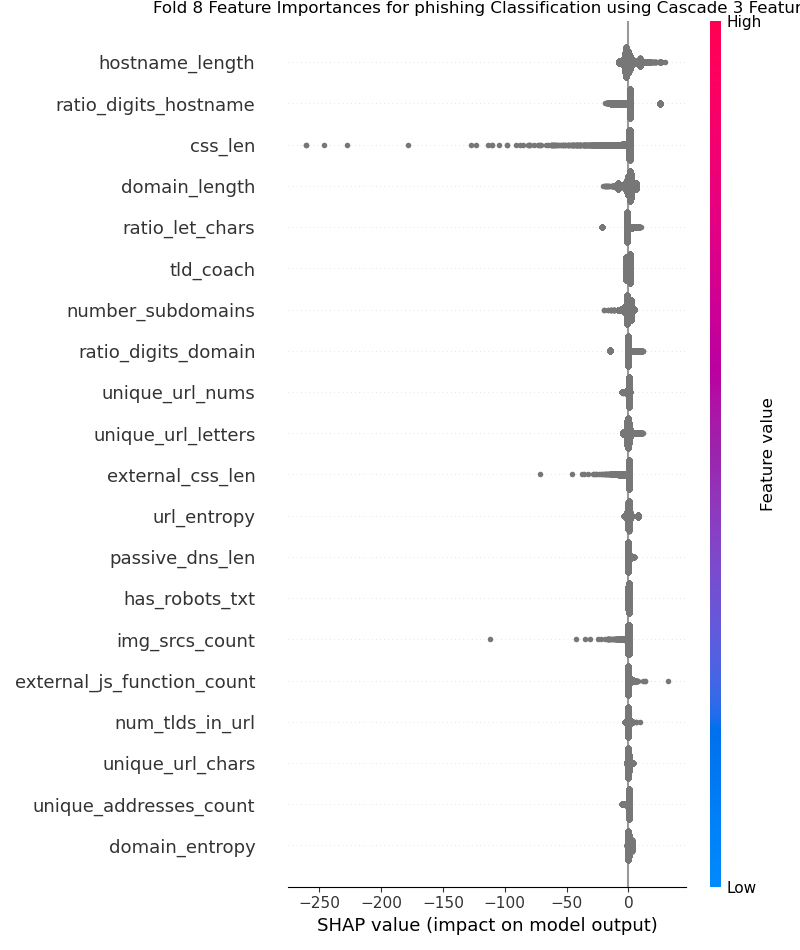 Fold 8 Feature Importances for phishing Classification using Cascade 3 Featur
High
hostname_length
ratio_digits_hostname
css_len
domain_length
ratio_let_chars
tld_coach
number_subdomains
ratio_digits_domain
unique_url_nums
unique_url_letters
external_css_len
url_entropy
passive_dns_len
has_robots_txt
img_srcs_count
external_js_function_count
num_tlds_in_url
unique_url_chars
unique_addresses_count
domain_entropy
Feature value
Low
−250 −200 −150 −100 −50 0
SHAP value (impact on model output)